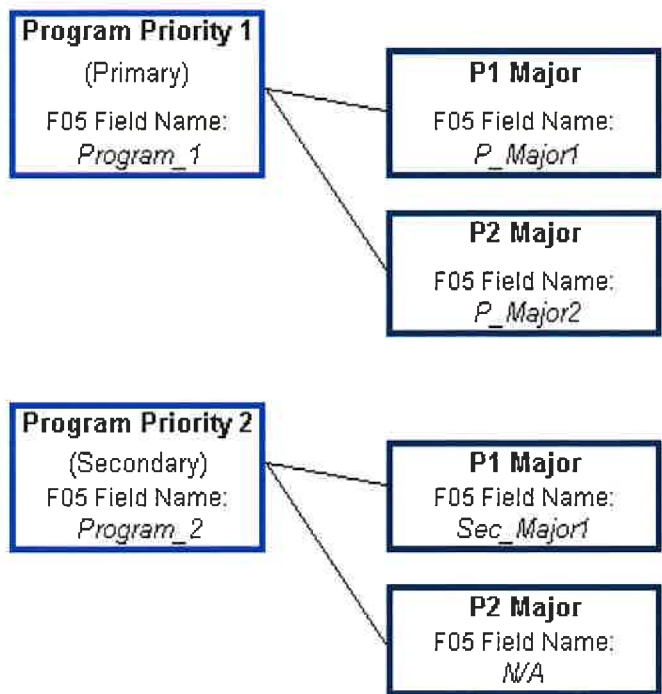 Program Priority 1
(Primary)
F05 Field Name:
Program_1
P1 Major
F05 Field Name:
P_Major1
P2 Major
F05 Field Name:
P_Major2
Program Priority 2
(Secondary)
F05 Field Name:
Program_2
P1 Major
F05 Field Name:
Sec_Major1
P2 Major
F05 Field Name:
N/A